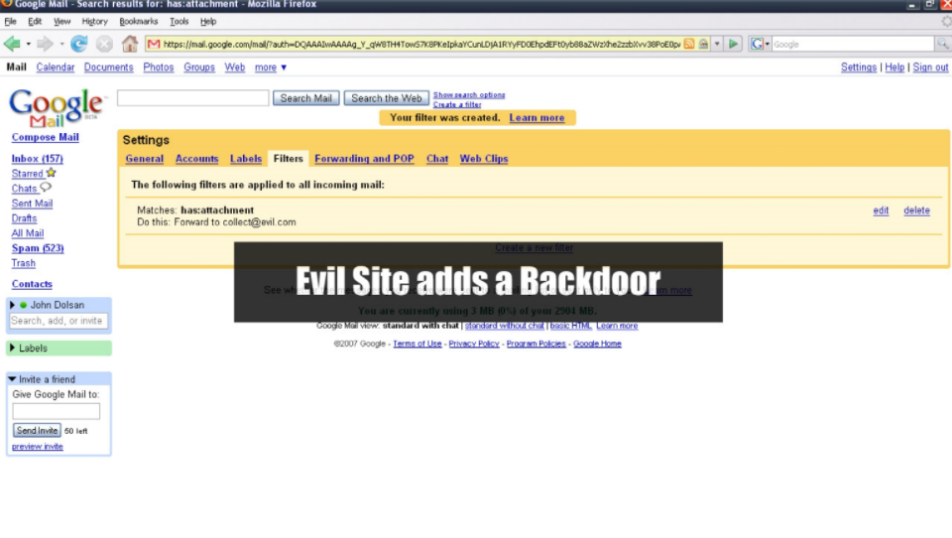 Google Mail - Search results for: has:attachment - Mozilla Firefox
File Edit View History Bookmarks Tools Help
Google
Mail Calendar Documents Photos Groups Web more ▼ Settings | Help | Sign out
Google Mail BETA
Search Mail Search the Web Show search options
Create a filter
Your filter was created. Learn more
Compose Mail
Settings
Inbox (157)
General Accounts Labels Filters Forwarding and POP Chat Web Clips
Starred
Chats
The following filters are applied to all incoming mail:
Sent Mail
Drafts
Matches: has:attachment edit delete
Do this: Forward to collect@evil.com
All Mail
Spam (523)
Create a new filter
Trash
Contacts
Evil Site adds a Backdoor
See wh
n more
John Dolsan
You are currently using 3 MB (0%) of your 2904 MB.
Search, add, or invite
Google Mail view: standard with chat | standard without chat | basic HTML Learn more
©2007 Google - Terms of Use - Privacy Policy - Program Policies - Google Home
Labels
Invite a friend
Give Google Mail to:
Send Invite 50 left
preview invite